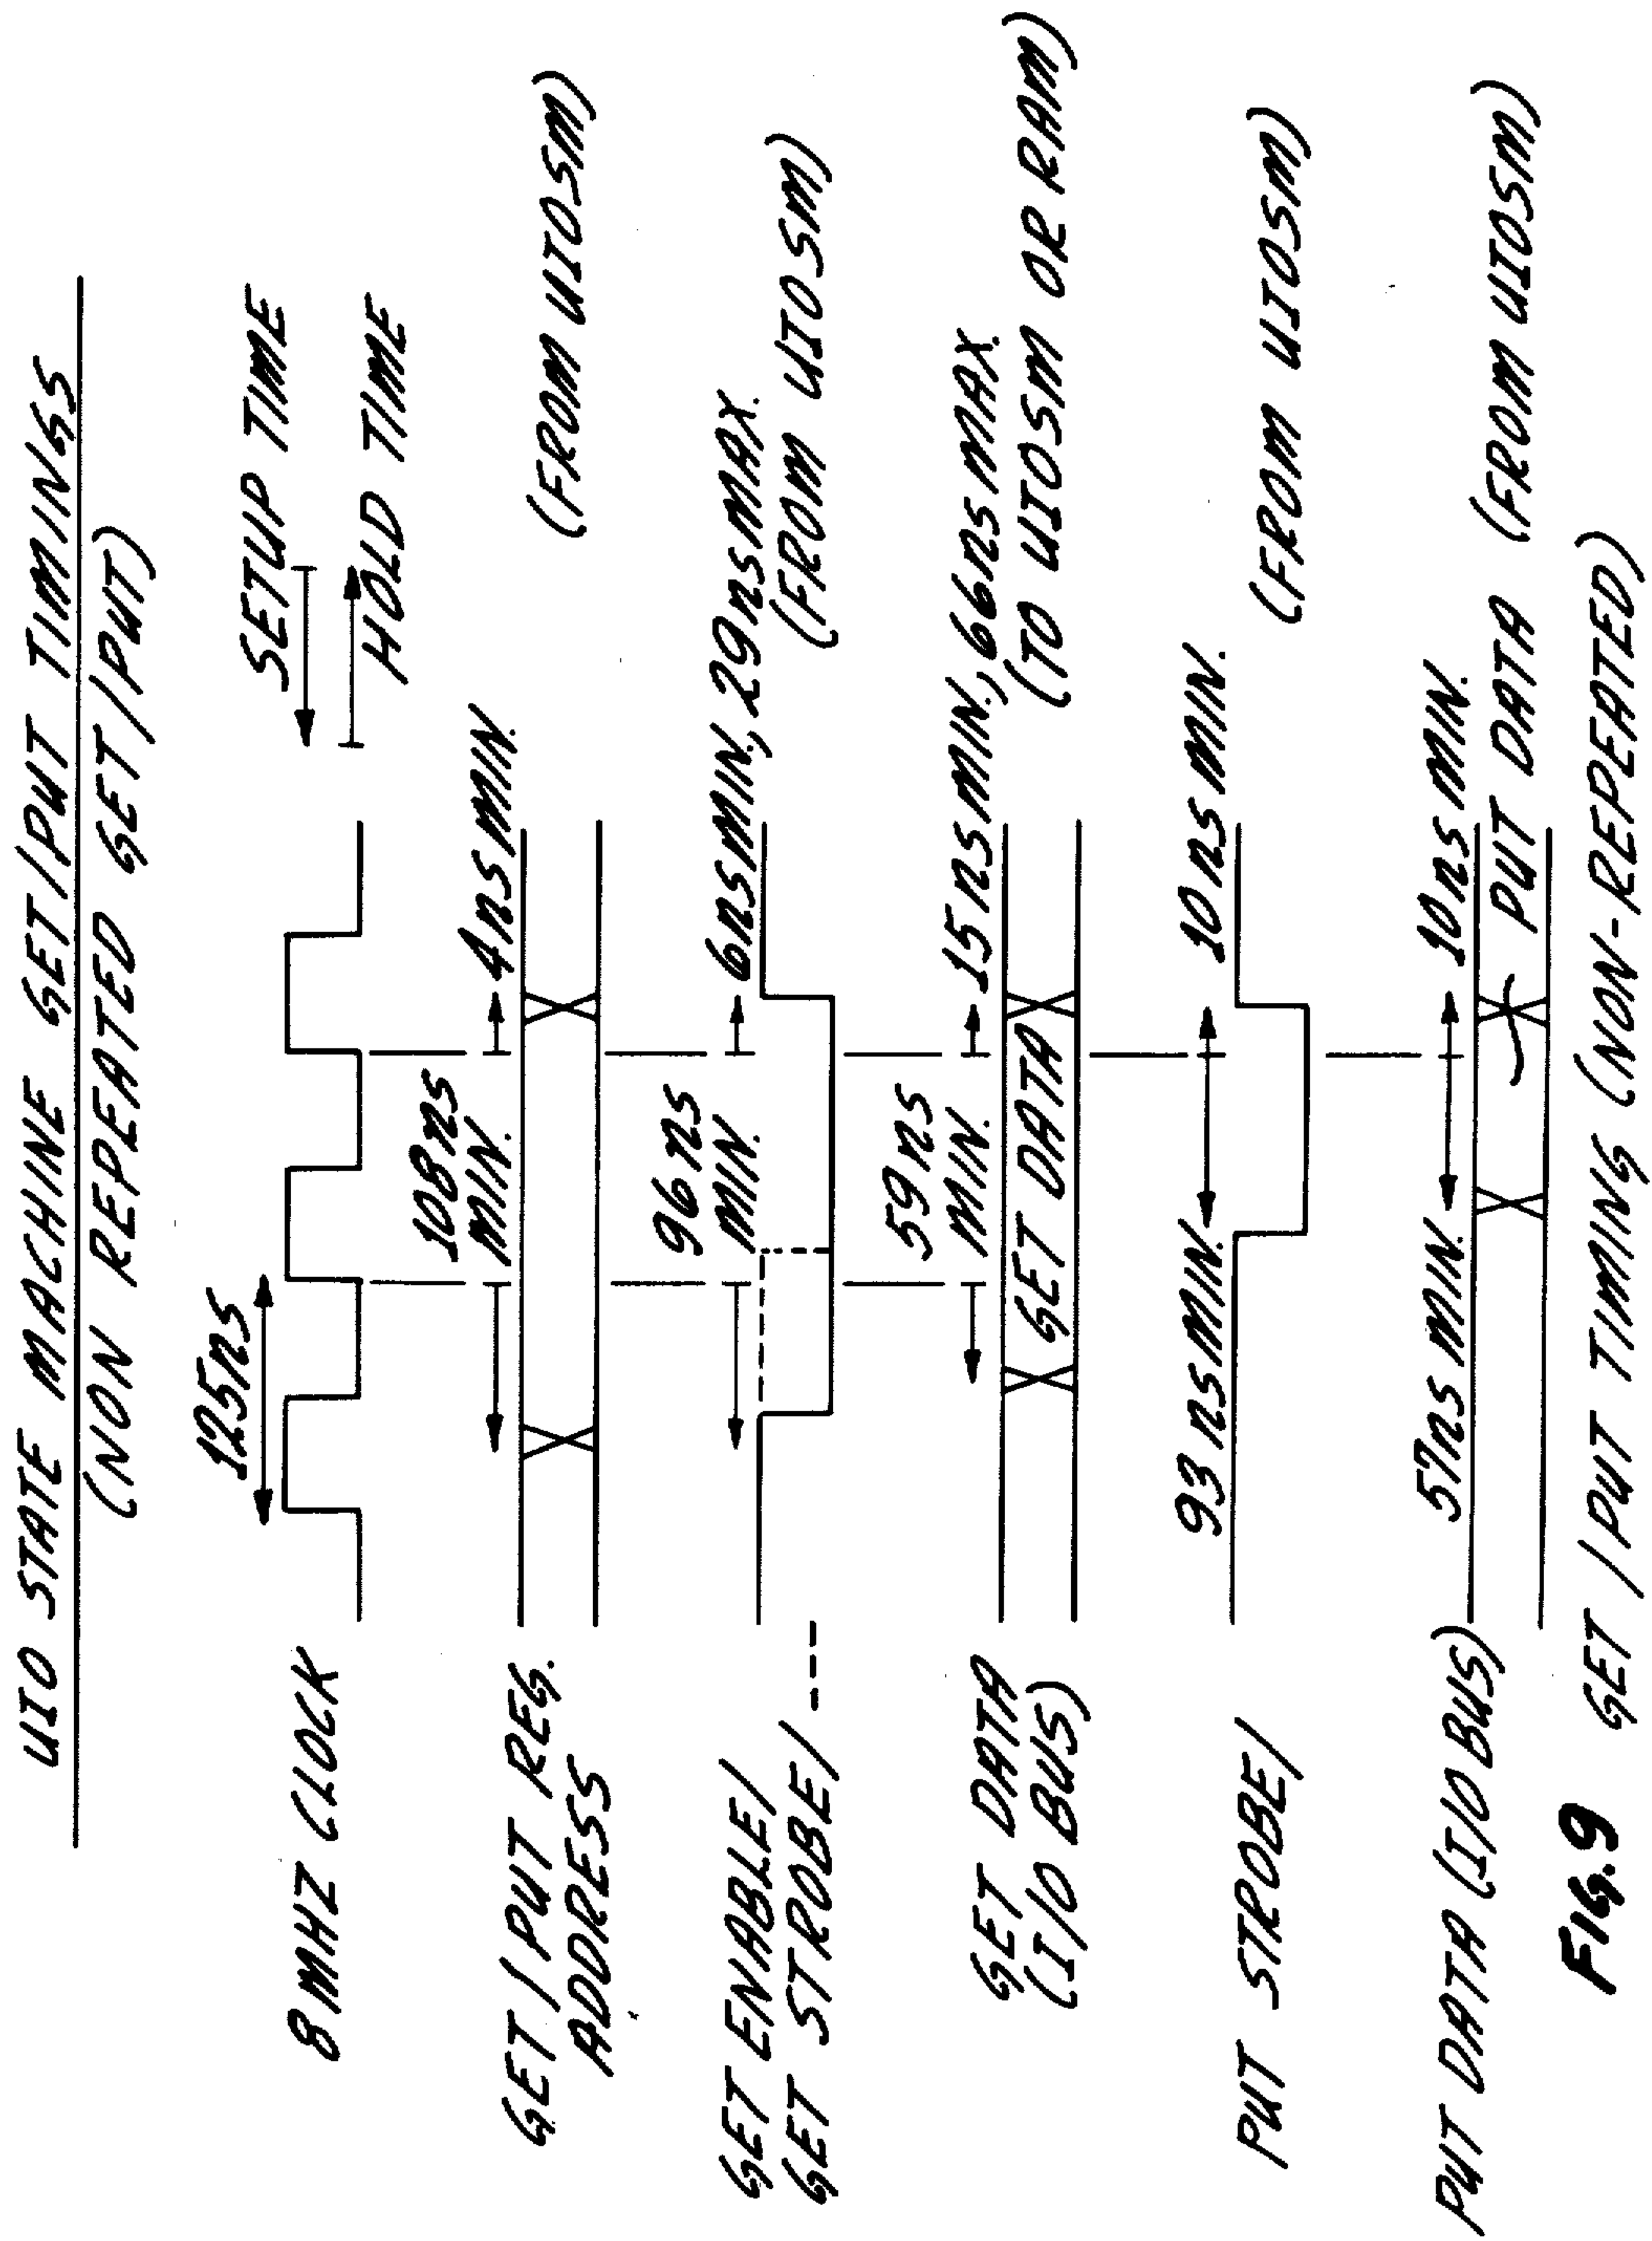 UIO STATE MACHINE GET/PUT TIMINGS
(NON REPEATED GET/PUT)
SETUP TIME
HOLD TIME
125ns
8 MHZ CLOCK
108ns
MIN.
4ns MIN.
GET/PUT REG.
ADDRESS
(FROM UIOSM)
96ns
MIN.
6ns MIN., 29ns MAX.
GET ENABLE/
GET STROBE/ ---
(FROM UIOSM)
59ns
MIN.
15ns MIN., 66ns MAX.
GET DATA
(I/O BUS)
GET DATA
(TO UIOSM OR RAM)
93ns MIN.
10ns MIN.
PUT STROBE/
(FROM UIOSM)
57ns MIN.
10ns MIN.
PUT DATA (I/O BUS)
PUT DATA
(FROM UIOSM)
FIG.9 GET/PUT TIMING (NON-REPEATED)